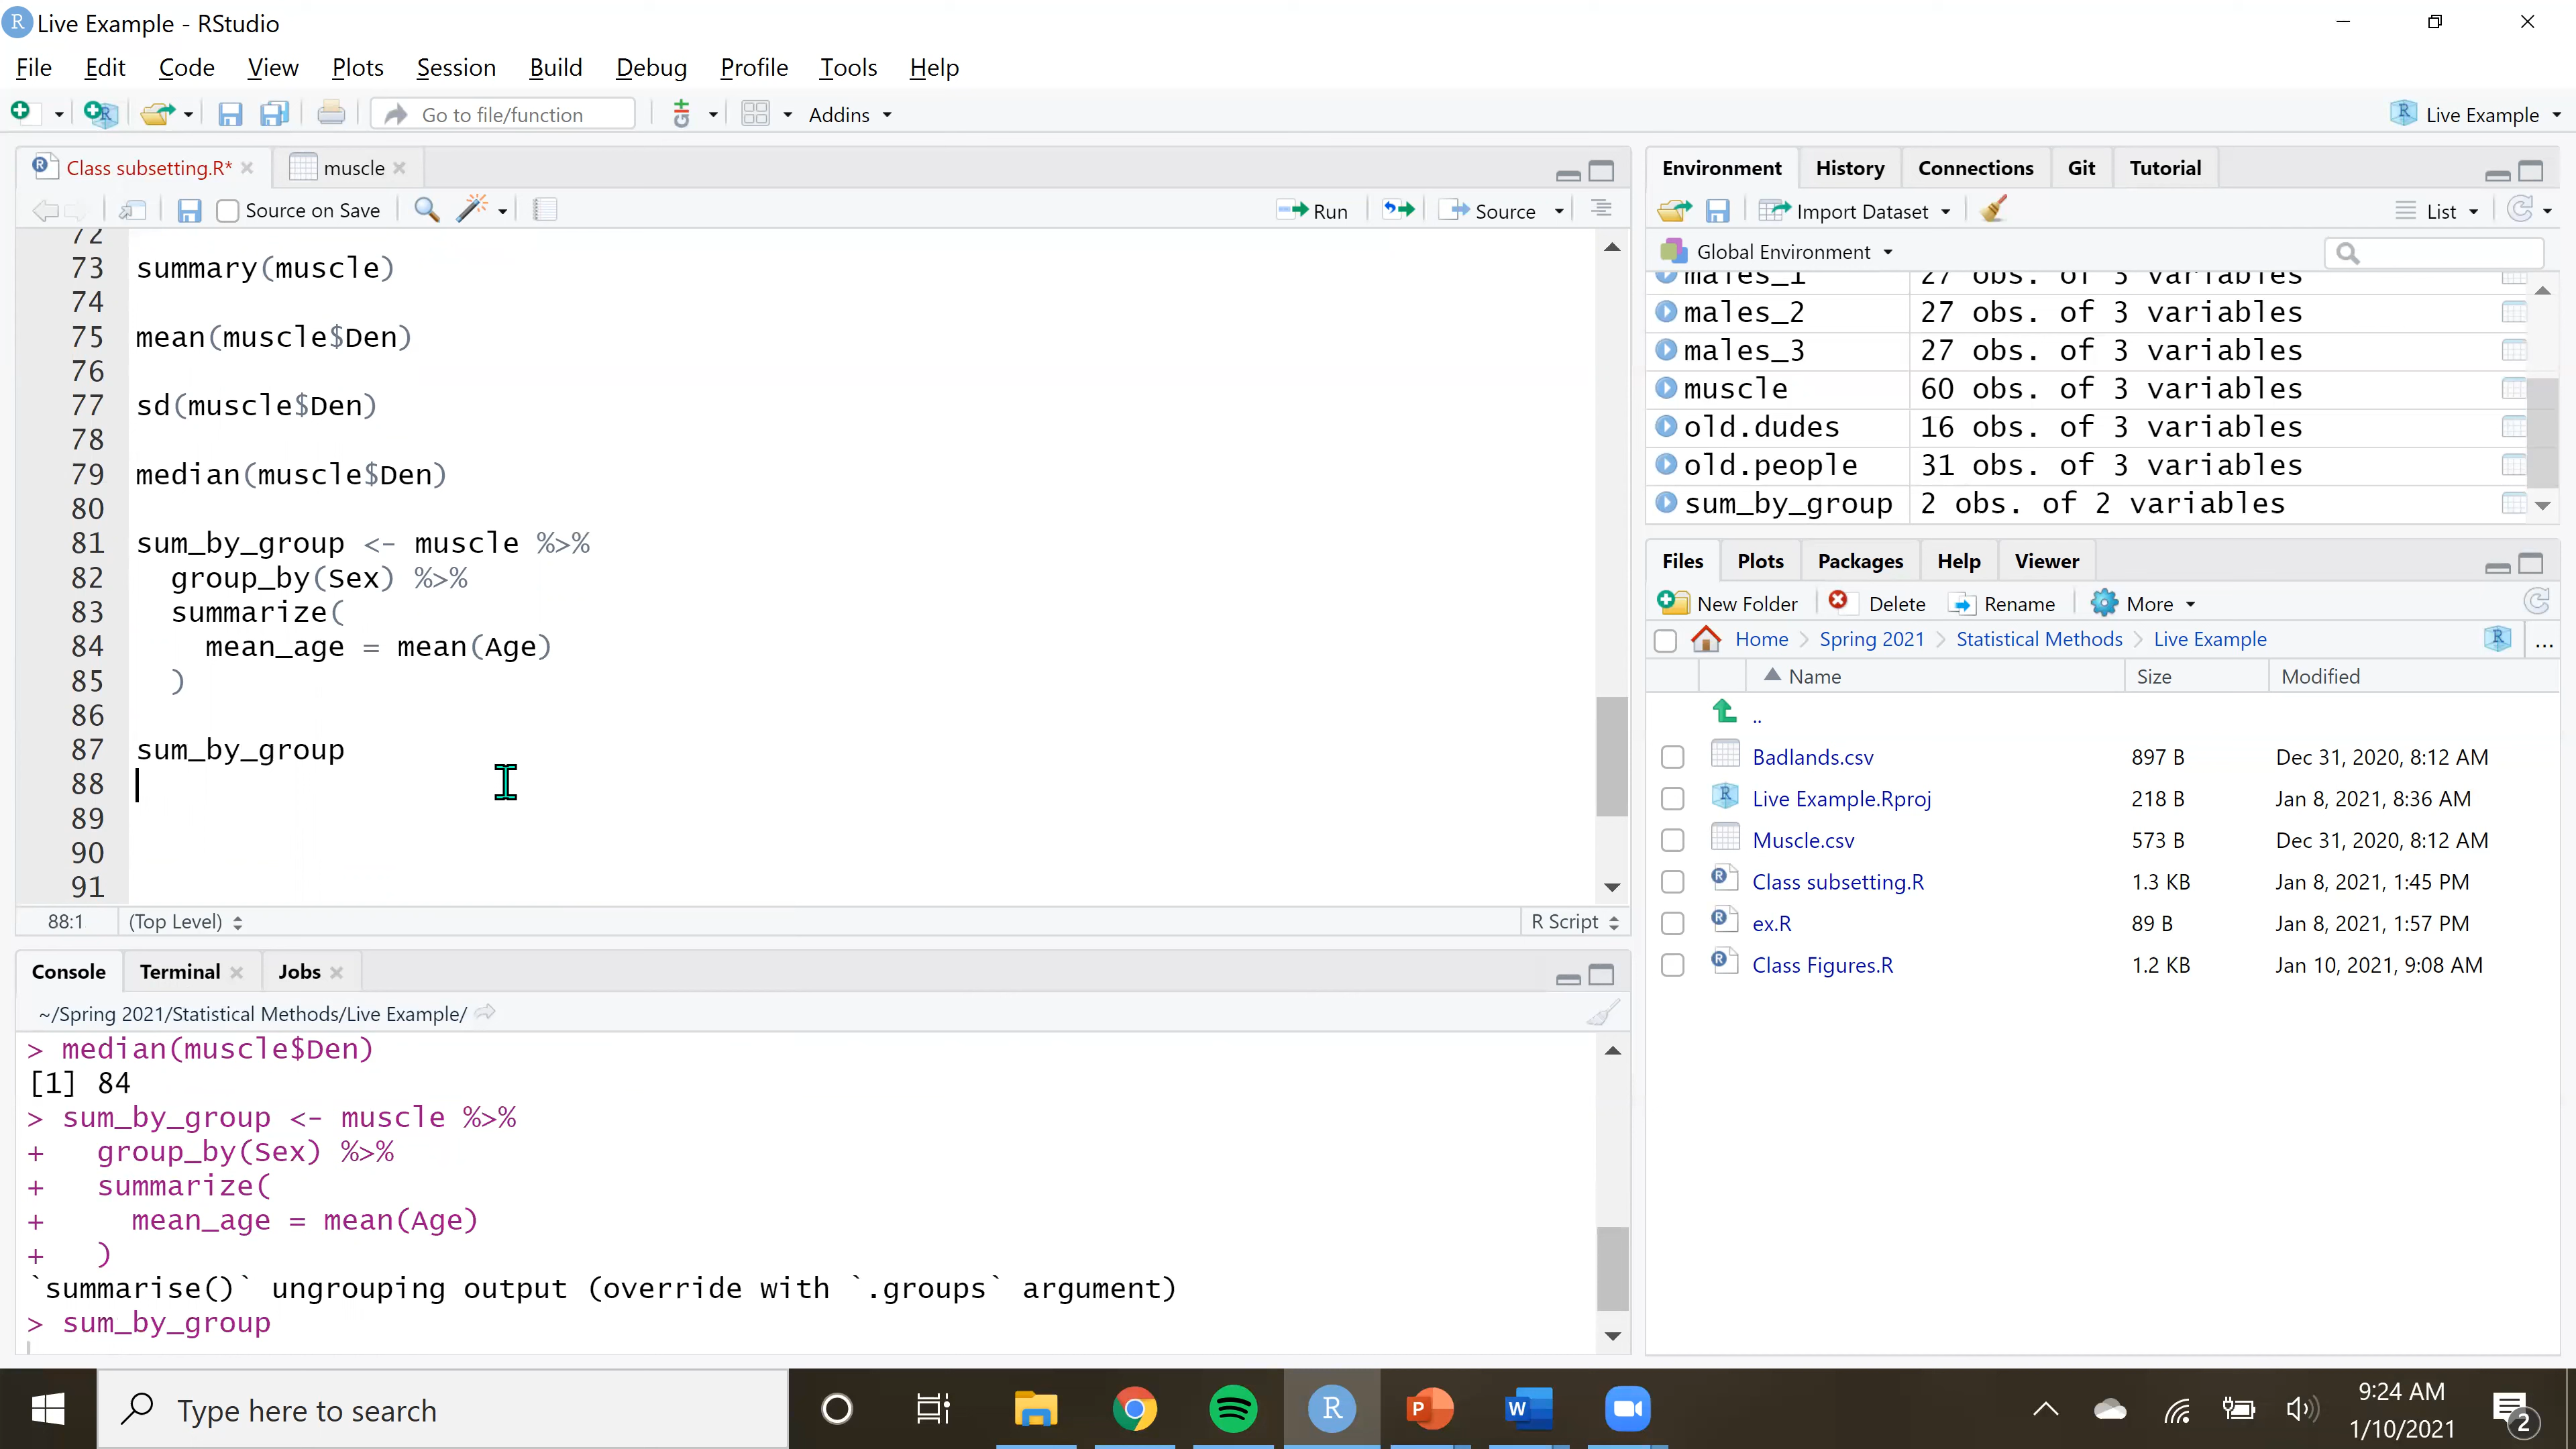 Live Example - RStudio
File Edit Code View Plots Session Build Debug Profile Tools Help
Go to file/function Addins Live Example
Class subsetting.R* muscle
Source on Save Run Source
72
73 summary(muscle)
74
75 mean(muscle$Den)
76
77 sd(muscle$Den)
78
79 median(muscle$Den)
80
81 sum_by_group <- muscle %>%
82 group_by(Sex) %>%
83 summarize(
84 mean_age = mean(Age)
85 )
86
87 sum_by_group
88
89
90
91
88:1 (Top Level) R Script
Console Terminal Jobs
~/Spring 2021/Statistical Methods/Live Example/
> median(muscle$Den)
[1] 84
> sum_by_group <- muscle %>%
+ group_by(Sex) %>%
+ summarize(
+ mean_age = mean(Age)
+ )
`summarise()` ungrouping output (override with `.groups` argument)
> sum_by_group
Environment History Connections Git Tutorial
Import Dataset List
Global Environment
males_1 27 obs. of 3 variables
males_2 27 obs. of 3 variables
males_3 27 obs. of 3 variables
muscle 60 obs. of 3 variables
old.dudes 16 obs. of 3 variables
old.people 31 obs. of 3 variables
sum_by_group 2 obs. of 2 variables
Files Plots Packages Help Viewer
New Folder Delete Rename More
Home Spring 2021 Statistical Methods Live Example ...
Name Size Modified
..
Badlands.csv 897 B Dec 31, 2020, 8:12 AM
Live Example.Rproj 218 B Jan 8, 2021, 8:36 AM
Muscle.csv 573 B Dec 31, 2020, 8:12 AM
Class subsetting.R 1.3 KB Jan 8, 2021, 1:45 PM
ex.R 89 B Jan 8, 2021, 1:57 PM
Class Figures.R 1.2 KB Jan 10, 2021, 9:08 AM
Type here to search
9:24 AM
1/10/2021
2